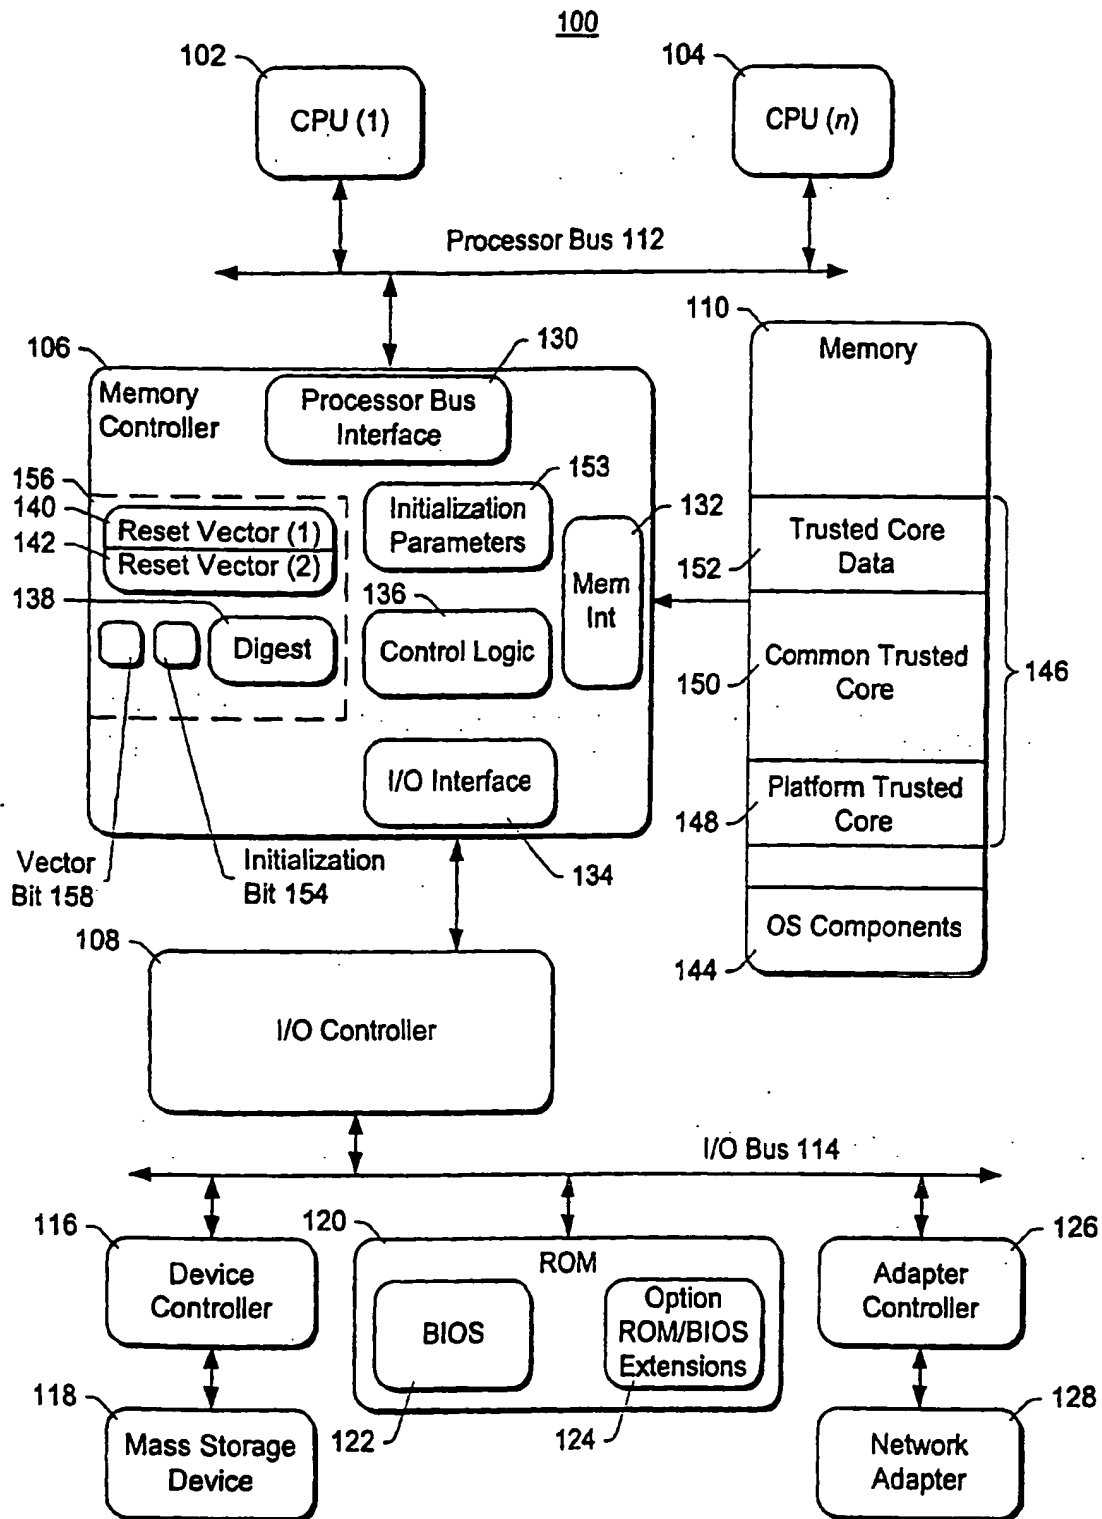 100
102
104
CPU (1)
CPU (n)
Processor Bus 112
110
Memory
106
130
Memory
Controller
Processor Bus
Interface
156
153
140
Reset Vector (1)
Initialization
Parameters
132
142
Reset Vector (2)
138
136
Mem
Int
Digest
Control Logic
Trusted Core
Data
152
150
Common Trusted
Core
146
I/O Interface
Platform Trusted
Core
148
Vector
Bit 158
Initialization
Bit 154
134
OS Components
144
108
I/O Controller
I/O Bus 114
116
120
126
Device
Controller
ROM
BIOS
Option
ROM/BIOS
Extensions
Adapter
Controller
118
122
124
128
Mass Storage
Device
Network
Adapter